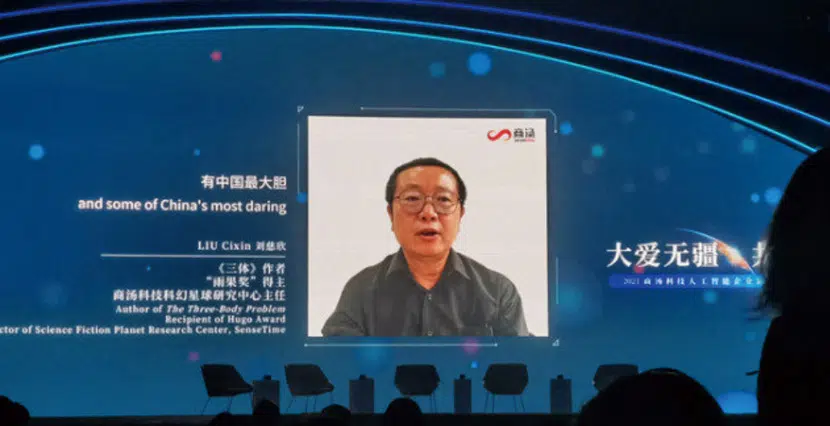 商汤
有中国最大胆
and some of China's most daring
LIU Cixin 刘慈欣
《三体》作者
“雨果奖”得主
商汤科技科幻星球研究中心主任
Author of The Three-Body Problem
Recipient of Hugo Award
ctor of Science Fiction Planet Research Center, SenseTime
大爱无疆
2021 商汤科技人工智能企业